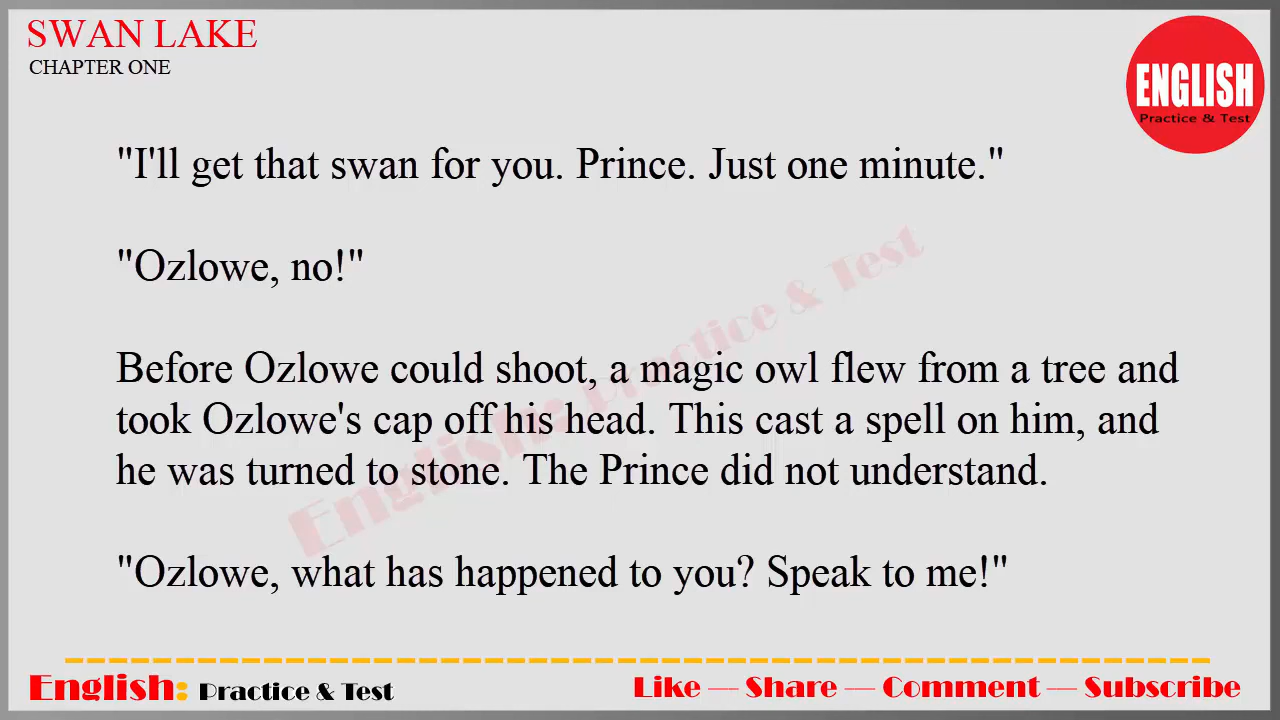 SWAN LAKE
CHAPTER ONE
ENGLISH
Practice & Test
"I'll get that swan for you. Prince. Just one minute."
"Ozlowe, no!"
Before Ozlowe could shoot, a magic owl flew from a tree and
took Ozlowe's cap off his head. This cast a spell on him, and
he was turned to stone. The Prince did not understand.
"Ozlowe, what has happened to you? Speak to me!"
English: Practice & Test
English: Practice & Test
Like — Share — Comment — Subscribe